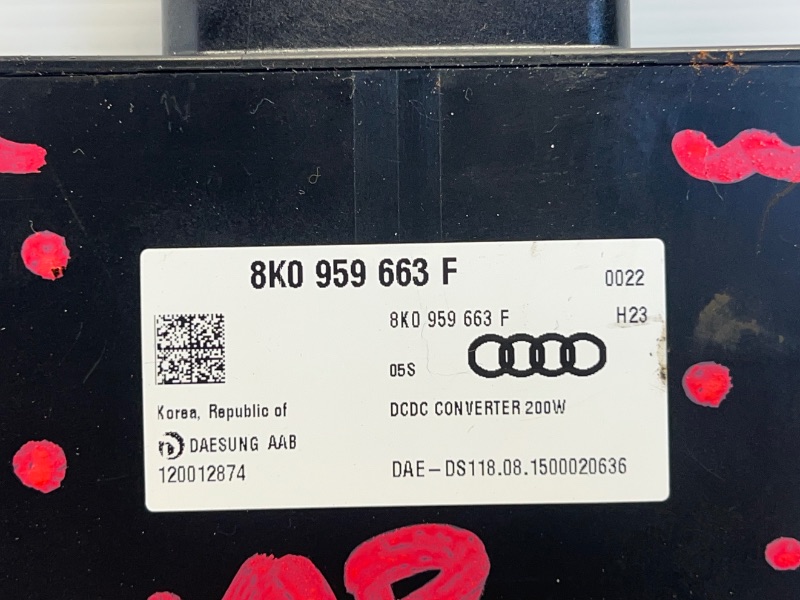 8K0 959 663 F
0022
8K0 959 663 F
H23
05S
Korea, Republic of
DCDC CONVERTER 200W
DAESUNG AAB
120012874
DAE-DS118.08.1500020636